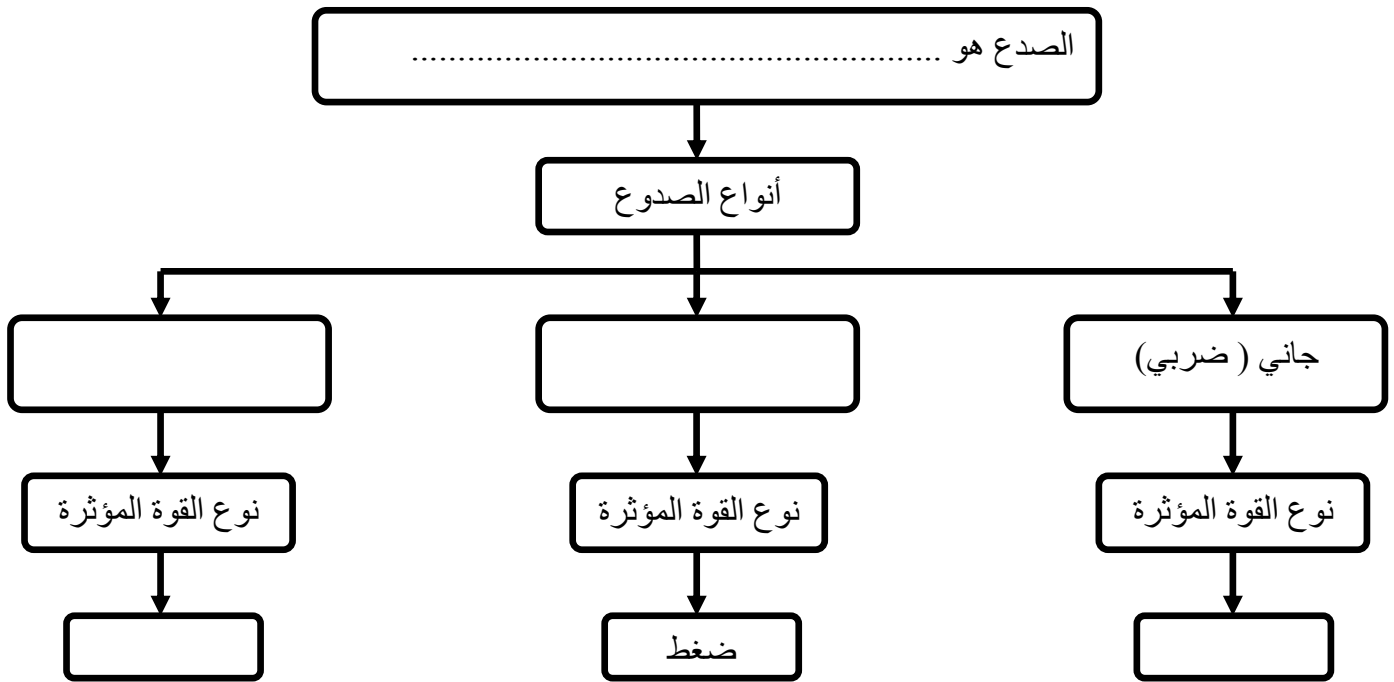 الصدع هو .........................................................
أنواع الصدوع
جاني ( ضربي)
نوع القوة المؤثرة
نوع القوة المؤثرة
نوع القوة المؤثرة
ضغط